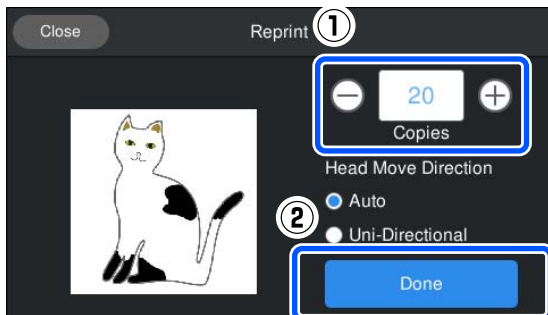 Close
Reprint
①
20
Copies
Head Move Direction
Auto
②
Uni-Directional
Done